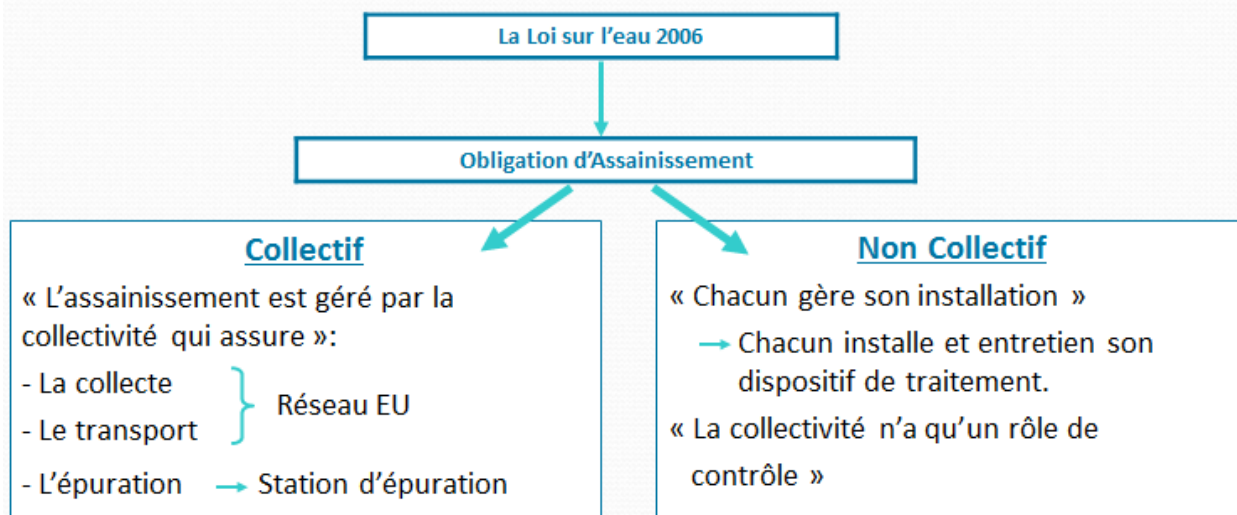 La Loi sur l'eau 2006
Obligation d'Assainissement
Collectif
« L'assainissement est géré par la
collectivité qui assure »:
- La collecte
- Le transport
Réseau EU
- L'épuration
Station d'épuration
Non Collectif
« Chacun gère son installation »
Chacun installe et entretien son
dispositif de traitement.
« La collectivité n'a qu'un rôle de
contrôle »